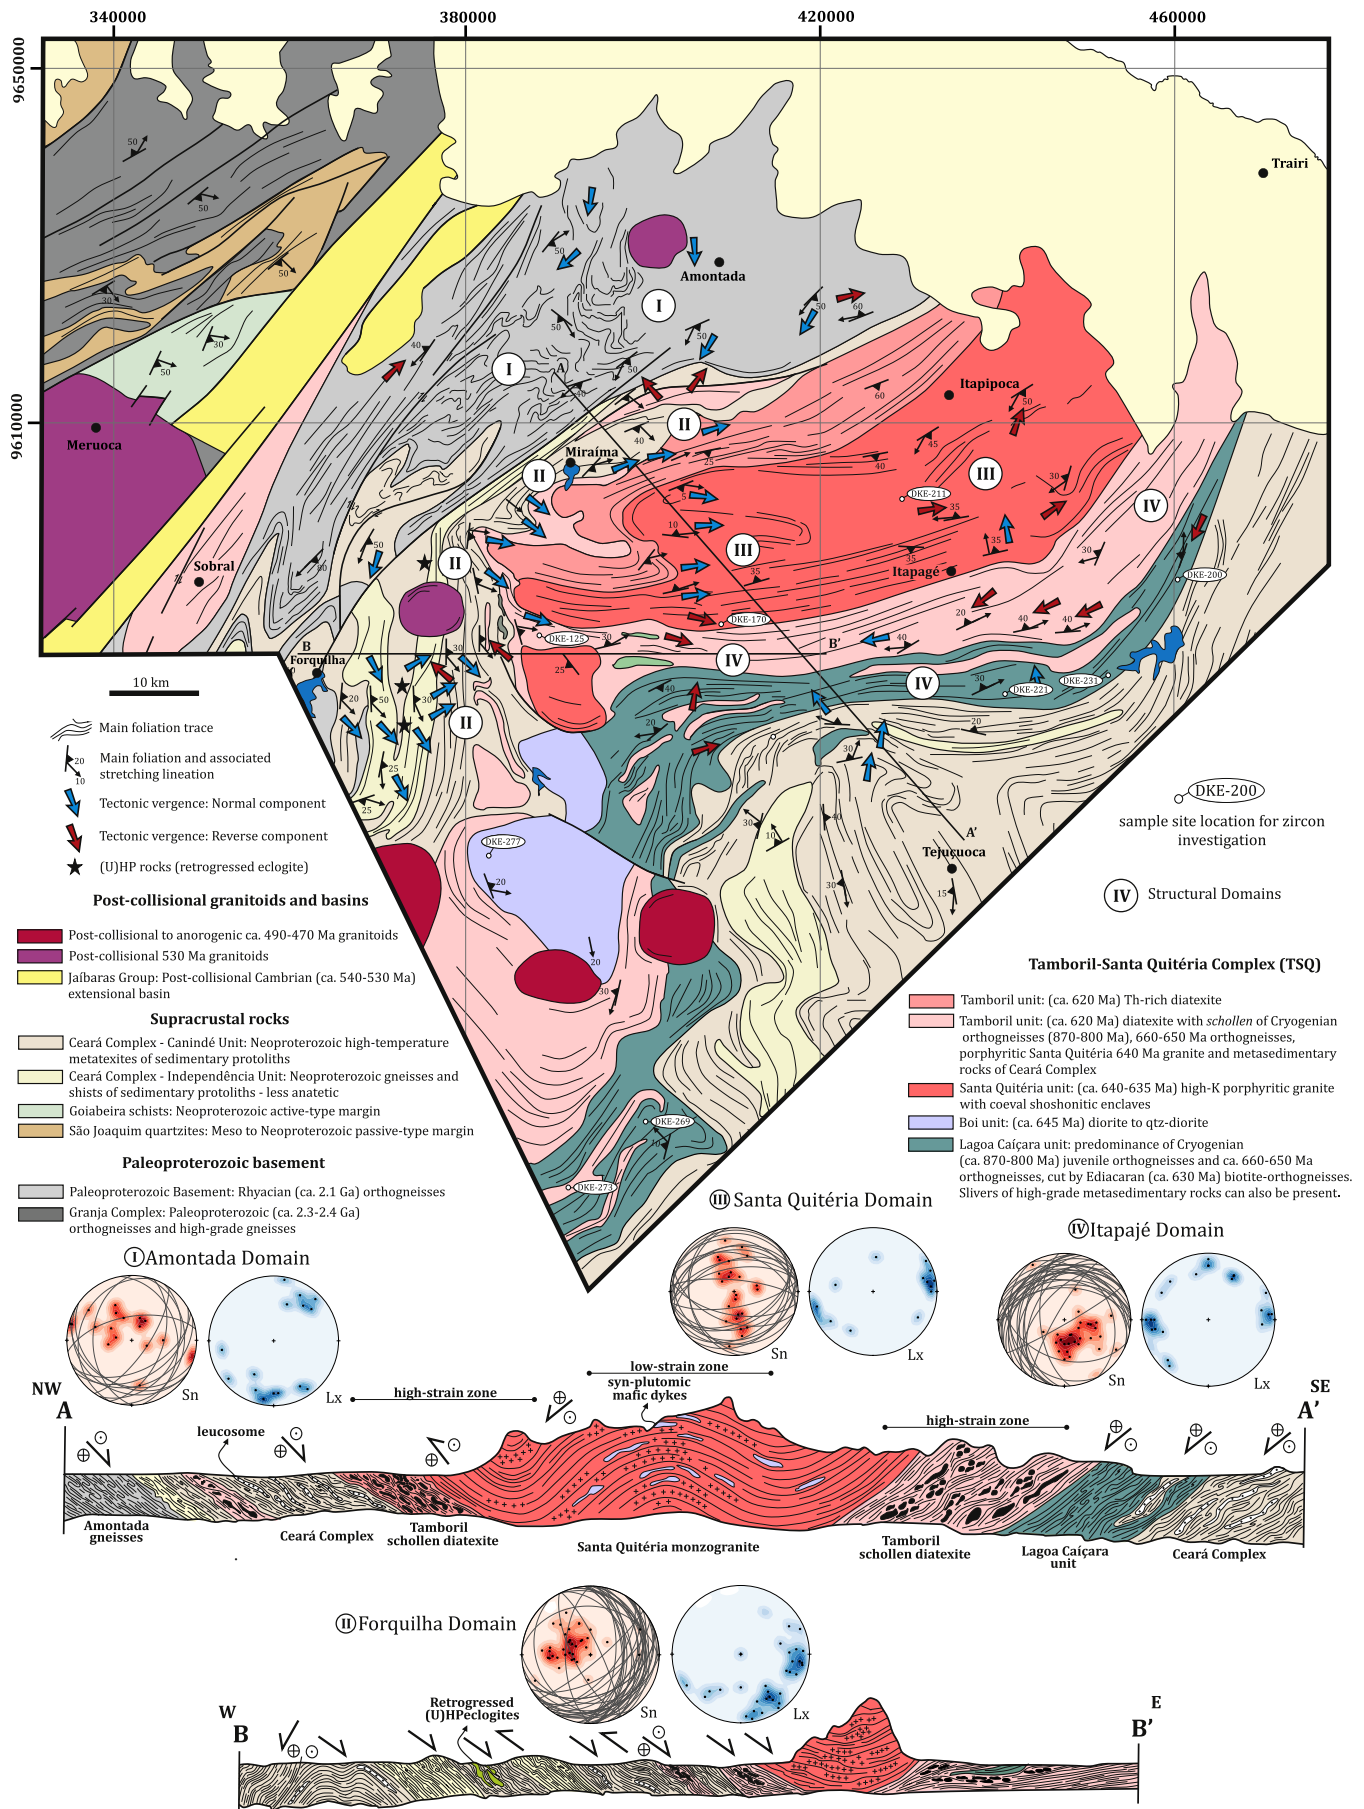 340000
380000
420000
460000
9650000
9610000
Trairi
Amontada
I
I
A
Itapipoca
Meruoca
II
Miraíma
II
III
DKE-211
IV
III
II
Sobral
Itapagé
DKE-200
DKE-170
DKE-125
B
B'
Forquilha
IV
IV
DKE-231
DKE-221
II
A'
Tejuçuoca
DKE-277
DKE-269
DKE-273
10 km
Main foliation trace
20
10
Main foliation and associated
stretching lineation
Tectonic vergence: Normal component
Tectonic vergence: Reverse component
(U)HP rocks (retrogressed eclogite)
DKE-200
sample site location for zircon
investigation
IV Structural Domains
Post-collisional granitoids and basins
Post-collisional to anorogenic ca. 490-470 Ma granitoids
Post-collisional 530 Ma granitoids
Jaíbaras Group: Post-collisional Cambrian (ca. 540-530 Ma)
extensional basin
Supracrustal rocks
Ceará Complex - Canindé Unit: Neoproterozoic high-temperature
metatexites of sedimentary protoliths
Ceará Complex - Independência Unit: Neoproterozoic gneisses and
shists of sedimentary protoliths - less anatetic
Goiabeira schists: Neoproterozoic active-type margin
São Joaquim quartzites: Meso to Neoproterozoic passive-type margin
Paleoproterozoic basement
Paleoproterozoic Basement: Rhyacian (ca. 2.1 Ga) orthogneisses
Granja Complex: Paleoproterozoic (ca. 2.3-2.4 Ga)
orthogneisses and high-grade gneisses
Tamboril-Santa Quitéria Complex (TSQ)
Tamboril unit: (ca. 620 Ma) Th-rich diatexite
Tamboril unit: (ca. 620 Ma) diatexite with schollen of Cryogenian
orthogneisses (870-800 Ma), 660-650 Ma orthogneisses,
porphyritic Santa Quitéria 640 Ma granite and metasedimentary
rocks of Ceará Complex
Santa Quitéria unit: (ca. 640-635 Ma) high-K porphyritic granite
with coeval shoshonitic enclaves
Boi unit: (ca. 645 Ma) diorite to qtz-diorite
Lagoa Caíçara unit: predominance of Cryogenian
(ca. 870-800 Ma) juvenile orthogneisses and ca. 660-650 Ma
orthogneisses, cut by Ediacaran (ca. 630 Ma) biotite-orthogneisses.
Slivers of high-grade metasedimentary rocks can also be present.
I Amontada Domain
Sn
Lx
III Santa Quitéria Domain
Sn
Lx
IV Itapajé Domain
Sn
Lx
NW
A
SE
A'
leucosome
high-strain zone
low-strain zone
syn-plutomic
mafic dykes
high-strain zone
Amontada
gneisses
Ceará Complex
Tamboril
schollen diatexite
Santa Quitéria monzogranite
Tamboril
schollen diatexite
Lagoa Caíçara
unit
Ceará Complex
II Forquilha Domain
Sn
Lx
W
B
E
B'
Retrogressed
(U)HPeclogites